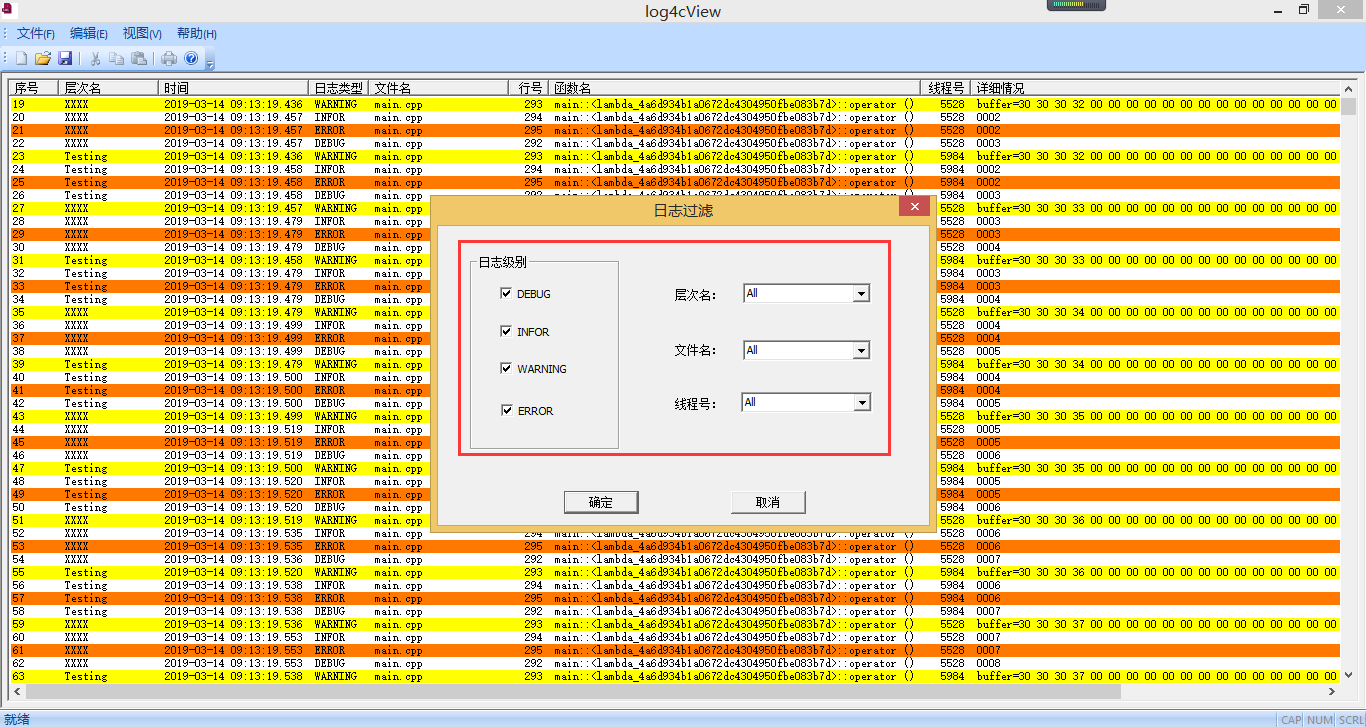 log4cView
文件(F) 编辑(E) 视图(V) 帮助(H)
序号 层次名 时间 日志类型 文件名 行号 函数名 线程号 详细情况
19 XXXX 2019-03-14 09:13:19.436 WARNING main.cpp 293 main::<lambda_4a6d934b1a0672dc4304950fbe083b7d>::operator () 5528 buffer=30 30 30 32 00 00 00 00 00 00 00 00 00 00 00 00 00 00
20 XXXX 2019-03-14 09:13:19.457 INFOR main.cpp 294 main::<lambda_4a6d934b1a0672dc4304950fbe083b7d>::operator () 5528 0002
21 XXXX 2019-03-14 09:13:19.457 ERROR main.cpp 295 main::<lambda_4a6d934b1a0672dc4304950fbe083b7d>::operator () 5528 0002
22 XXXX 2019-03-14 09:13:19.457 DEBUG main.cpp 292 main::<lambda_4a6d934b1a0672dc4304950fbe083b7d>::operator () 5528 0003
23 Testing 2019-03-14 09:13:19.436 WARNING main.cpp 293 main::<lambda_4a6d934b1a0672dc4304950fbe083b7d>::operator () 5984 buffer=30 30 30 32 00 00 00 00 00 00 00 00 00 00 00 00 00 00
24 Testing 2019-03-14 09:13:19.458 INFOR main.cpp 294 main::<lambda_4a6d934b1a0672dc4304950fbe083b7d>::operator () 5984 0002
25 Testing 2019-03-14 09:13:19.458 ERROR main.cpp 295 main::<lambda_4a6d934b1a0672dc4304950fbe083b7d>::operator () 5984 0002
26 Testing 2019-03-14 09:13:19.458 DEBUG main.cpp 292 main::<lambda_4a6d934b1a0672dc4304950fbe083b7d>::operator () 5984 0003
27 XXXX 2019-03-14 09:13:19.457 WARNING main.cpp 5528 buffer=30 30 30 33 00 00 00 00 00 00 00 00 00 00 00 00 00 00
28 XXXX 2019-03-14 09:13:19.479 INFOR main.cpp 5528 0003
29 XXXX 2019-03-14 09:13:19.479 ERROR main.cpp 5528 0003
30 XXXX 2019-03-14 09:13:19.479 DEBUG main.cpp 5528 0004
31 Testing 2019-03-14 09:13:19.458 WARNING main.cpp 5984 buffer=30 30 30 33 00 00 00 00 00 00 00 00 00 00 00 00 00 00
32 Testing 2019-03-14 09:13:19.479 INFOR main.cpp 5984 0003
33 Testing 2019-03-14 09:13:19.479 ERROR main.cpp 5984 0003
34 Testing 2019-03-14 09:13:19.479 DEBUG main.cpp 5984 0004
35 XXXX 2019-03-14 09:13:19.479 WARNING main.cpp 5528 buffer=30 30 30 34 00 00 00 00 00 00 00 00 00 00 00 00 00 00
36 XXXX 2019-03-14 09:13:19.499 INFOR main.cpp 5528 0004
37 XXXX 2019-03-14 09:13:19.499 ERROR main.cpp 5528 0004
38 XXXX 2019-03-14 09:13:19.499 DEBUG main.cpp 5528 0005
39 Testing 2019-03-14 09:13:19.479 WARNING main.cpp 5984 buffer=30 30 30 34 00 00 00 00 00 00 00 00 00 00 00 00 00 00
40 Testing 2019-03-14 09:13:19.500 INFOR main.cpp 5984 0004
41 Testing 2019-03-14 09:13:19.500 ERROR main.cpp 5984 0004
42 Testing 2019-03-14 09:13:19.500 DEBUG main.cpp 5984 0005
43 XXXX 2019-03-14 09:13:19.499 WARNING main.cpp 5528 buffer=30 30 30 35 00 00 00 00 00 00 00 00 00 00 00 00 00 00
44 XXXX 2019-03-14 09:13:19.519 INFOR main.cpp 5528 0005
45 XXXX 2019-03-14 09:13:19.519 ERROR main.cpp 5528 0005
46 XXXX 2019-03-14 09:13:19.519 DEBUG main.cpp 5528 0006
47 Testing 2019-03-14 09:13:19.500 WARNING main.cpp 5984 buffer=30 30 30 35 00 00 00 00 00 00 00 00 00 00 00 00 00 00
48 Testing 2019-03-14 09:13:19.520 INFOR main.cpp 5984 0005
49 Testing 2019-03-14 09:13:19.520 ERROR main.cpp 5984 0005
50 Testing 2019-03-14 09:13:19.520 DEBUG main.cpp 5984 0006
51 XXXX 2019-03-14 09:13:19.519 WARNING main.cpp 5528 buffer=30 30 30 36 00 00 00 00 00 00 00 00 00 00 00 00 00 00
52 XXXX 2019-03-14 09:13:19.535 INFOR main.cpp 294 main::<lambda_4a6d934b1a0672dc4304950fbe083b7d>::operator () 5528 0006
53 XXXX 2019-03-14 09:13:19.536 ERROR main.cpp 295 main::<lambda_4a6d934b1a0672dc4304950fbe083b7d>::operator () 5528 0006
54 XXXX 2019-03-14 09:13:19.536 DEBUG main.cpp 292 main::<lambda_4a6d934b1a0672dc4304950fbe083b7d>::operator () 5528 0007
55 Testing 2019-03-14 09:13:19.520 WARNING main.cpp 293 main::<lambda_4a6d934b1a0672dc4304950fbe083b7d>::operator () 5984 buffer=30 30 30 36 00 00 00 00 00 00 00 00 00 00 00 00 00 00
56 Testing 2019-03-14 09:13:19.538 INFOR main.cpp 294 main::<lambda_4a6d934b1a0672dc4304950fbe083b7d>::operator () 5984 0006
57 Testing 2019-03-14 09:13:19.538 ERROR main.cpp 295 main::<lambda_4a6d934b1a0672dc4304950fbe083b7d>::operator () 5984 0006
58 Testing 2019-03-14 09:13:19.538 DEBUG main.cpp 292 main::<lambda_4a6d934b1a0672dc4304950fbe083b7d>::operator () 5984 0007
59 XXXX 2019-03-14 09:13:19.536 WARNING main.cpp 293 main::<lambda_4a6d934b1a0672dc4304950fbe083b7d>::operator () 5528 buffer=30 30 30 37 00 00 00 00 00 00 00 00 00 00 00 00 00 00
60 XXXX 2019-03-14 09:13:19.553 INFOR main.cpp 294 main::<lambda_4a6d934b1a0672dc4304950fbe083b7d>::operator () 5528 0007
61 XXXX 2019-03-14 09:13:19.553 ERROR main.cpp 295 main::<lambda_4a6d934b1a0672dc4304950fbe083b7d>::operator () 5528 0007
62 XXXX 2019-03-14 09:13:19.553 DEBUG main.cpp 292 main::<lambda_4a6d934b1a0672dc4304950fbe083b7d>::operator () 5528 0008
63 Testing 2019-03-14 09:13:19.538 WARNING main.cpp 293 main::<lambda_4a6d934b1a0672dc4304950fbe083b7d>::operator () 5984 buffer=30 30 30 37 00 00 00 00 00 00 00 00 00 00 00 00 00 00
日志过滤
日志级别
DEBUG
INFOR
WARNING
ERROR
层次名: All
文件名: All
线程号: All
确定 取消
就绪 CAP NUM SCRL